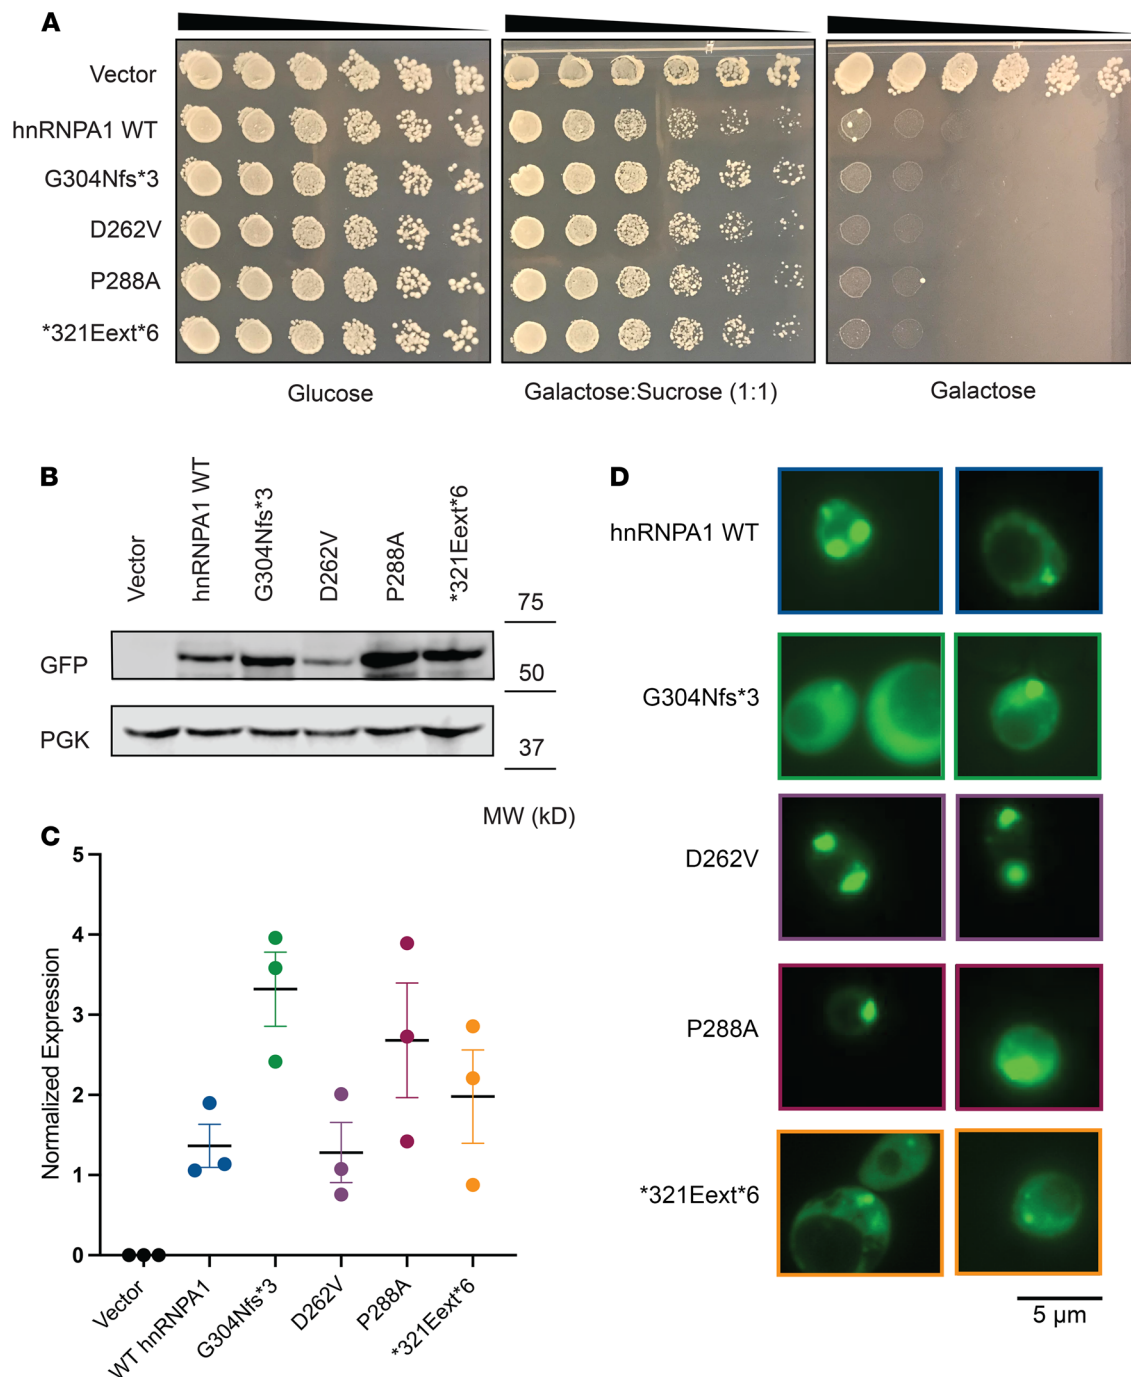 A
Vector
hnRNPA1 WT
G304Nfs*3
D262V
P288A
*321Eext*6
Glucose
Galactose:Sucrose (1:1)
Galactose
B
Vector
hnRNPA1 WT
G304Nfs*3
D262V
P288A
*321Eext*6
75
GFP
50
PGK
37
MW (kD)
C
5
4
3
2
1
0
Normalized Expression
Vector
WT hnRNPA1
G304Nfs*3
D262V
P288A
*321Eext*6
D
hnRNPA1 WT
G304Nfs*3
D262V
P288A
*321Eext*6
5 µm